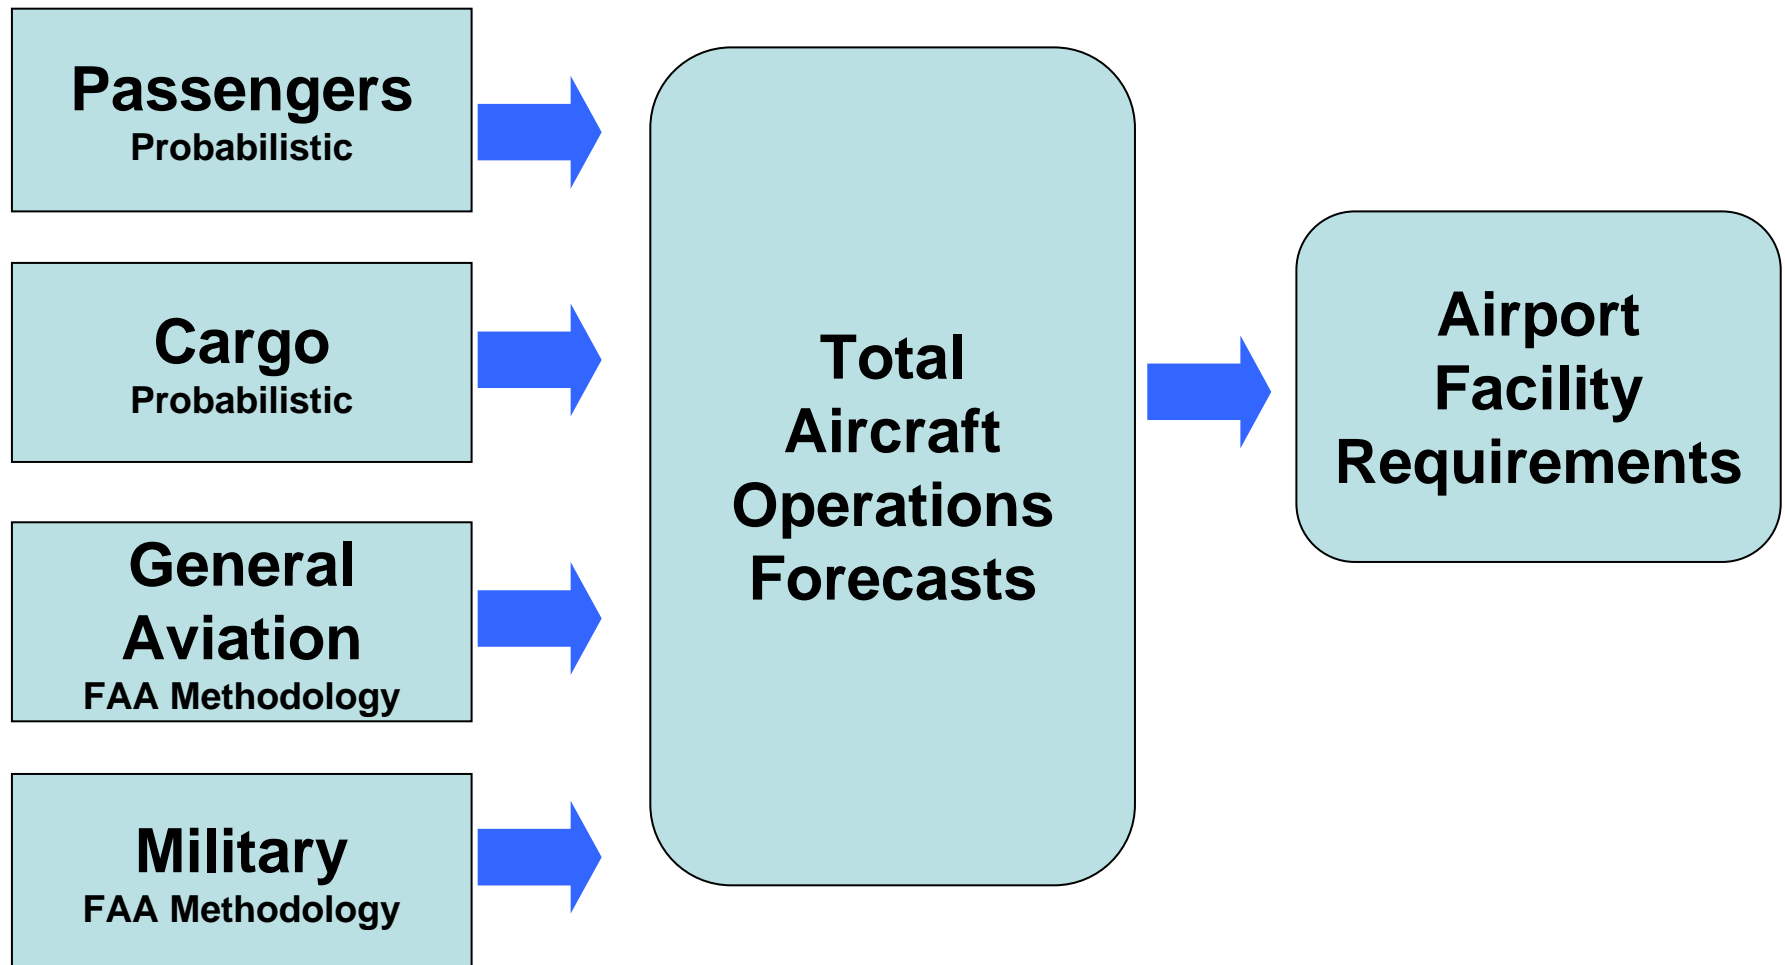 Passengers
Probabilistic
Cargo
Probabilistic
General
Aviation
FAA Methodology
Military
FAA Methodology
Total
Aircraft
Operations
Forecasts
Airport
Facility
Requirements